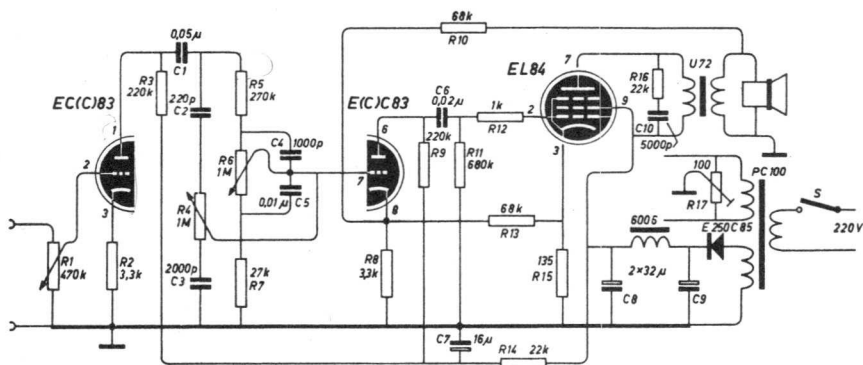 68k
R10
0,05µ
C1
R3
220k
R5
270k
220p
C2
EC(C)83
1
2
3
C4
1000p
R6
1M
R4
1M
0,01µ
C5
2000p
C3
27k
R7
R1
470k
R2
3,3k
E(C)C83
6
7
8
C6
0,02µ
220k
R9
R11
680k
1k
R12
EL84
7
2
9
3
R16
22k
C10
5000p
U72
100
R17
PC100
S
220V
E250C85
68k
R13
R8
3,3k
135
R15
6006
2×32µ
C8
C9
C7
16µ
R14
22k